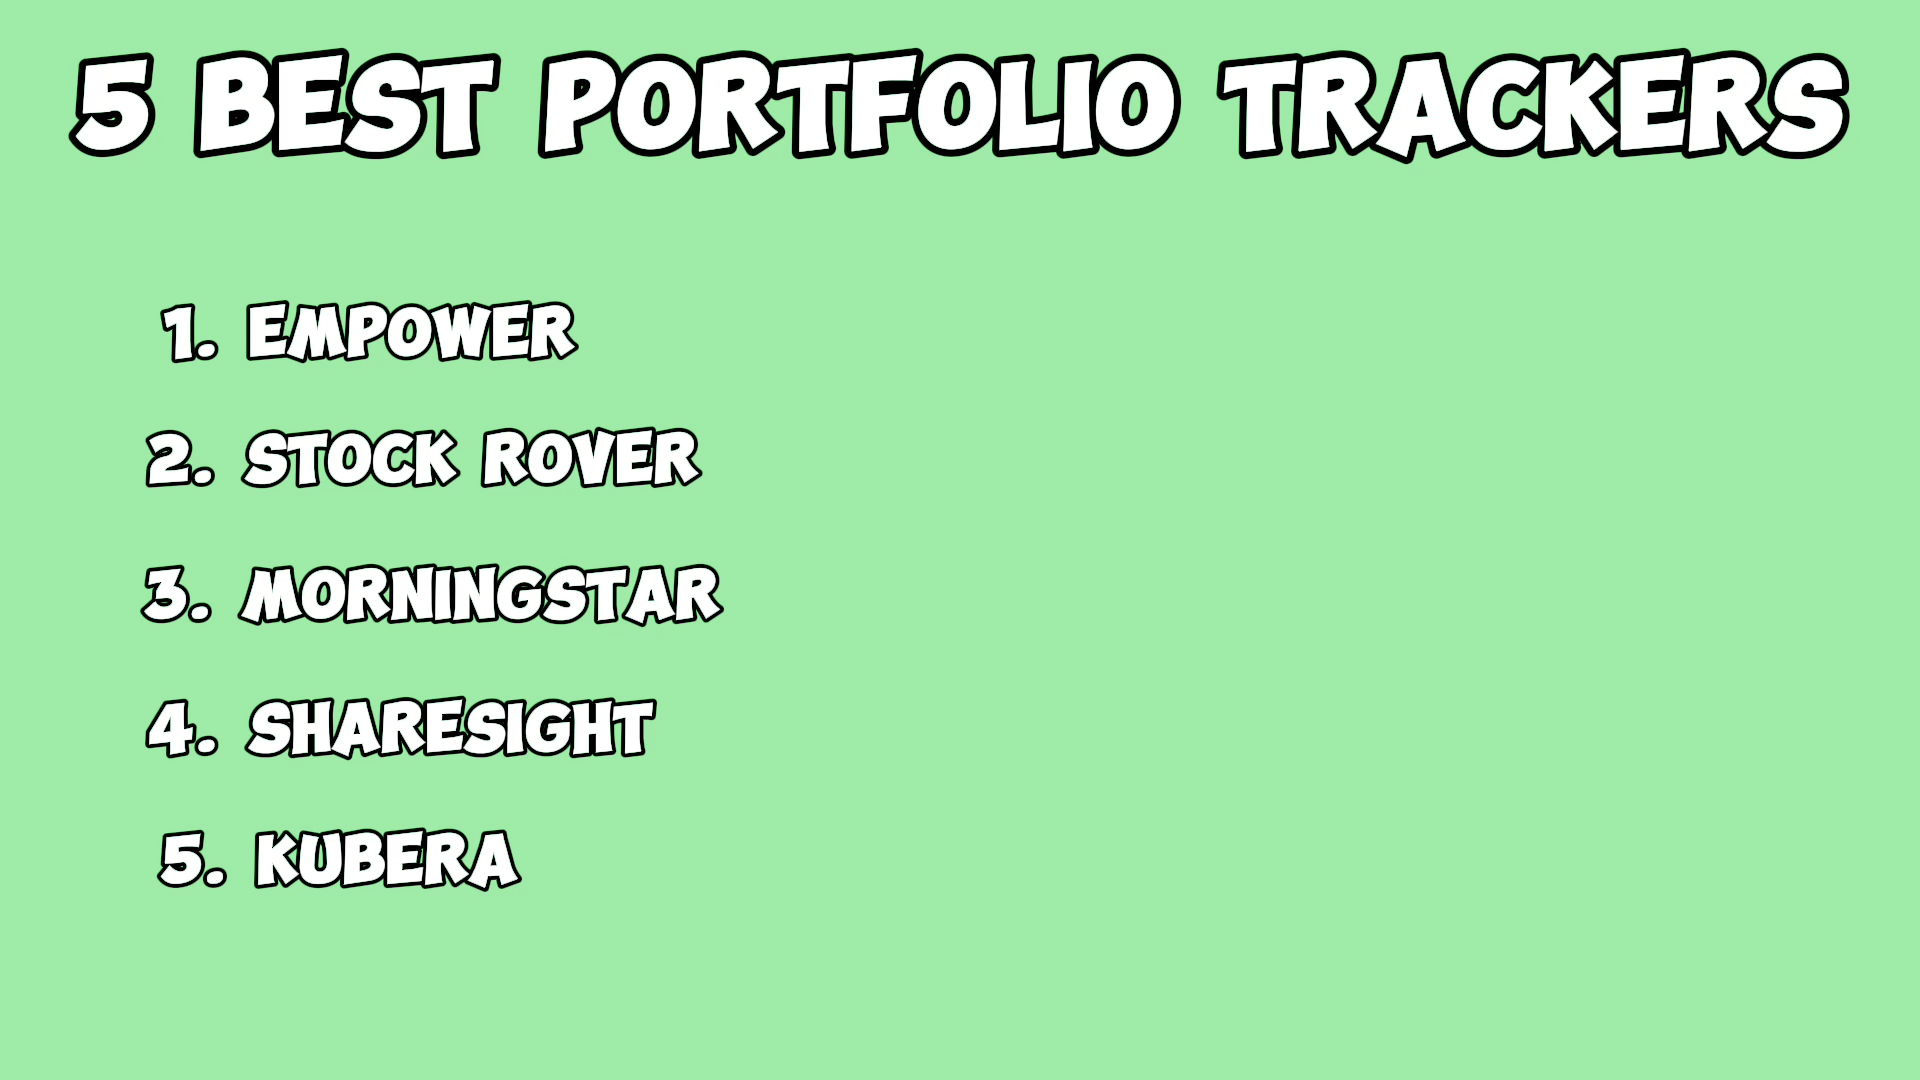 5 BEST PORTFOLIO TRACKERS
1. EMPOWER
2. STOCK ROVER
3. MORNINGSTAR
4. SHARESIGHT
5. KUBERA